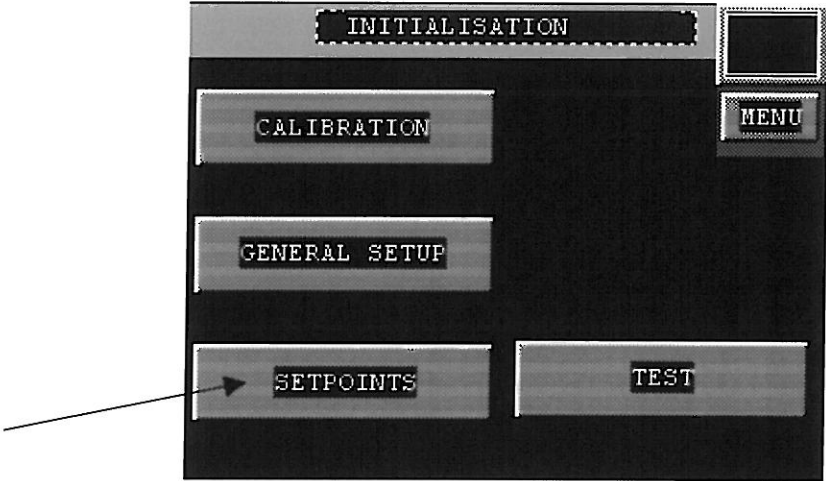 INITIALISATION
CALIBRATION
MENU
GENERAL SETUP
SETPOINTS
TEST